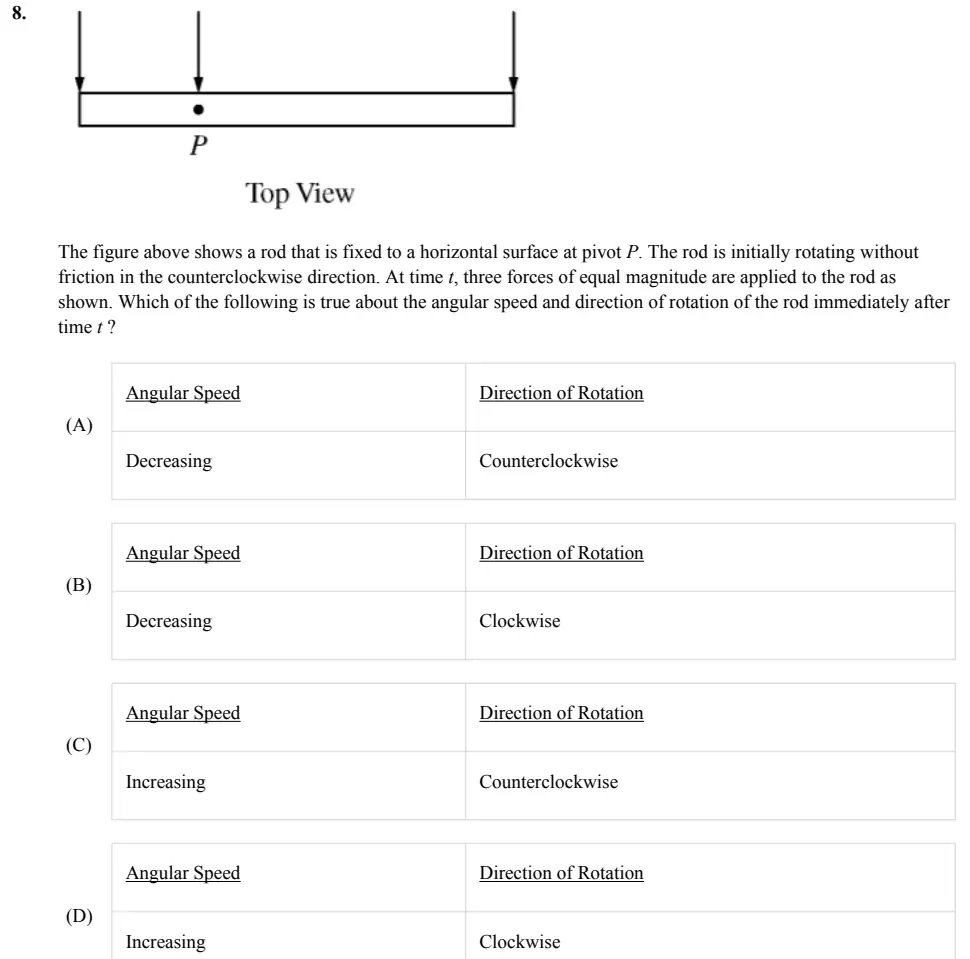 8.
P
Top View
The figure above shows a rod that is fixed to a horizontal surface at pivot P. The rod is initially rotating without
friction in the counterclockwise direction. At time t, three forces of equal magnitude are applied to the rod as
shown. Which of the following is true about the angular speed and direction of rotation of the rod immediately after
time t ?
(A)
Angular Speed Direction of Rotation
Decreasing Counterclockwise
(B)
Angular Speed Direction of Rotation
Decreasing Clockwise
(C)
Angular Speed Direction of Rotation
Increasing Counterclockwise
(D)
Angular Speed Direction of Rotation
Increasing Clockwise